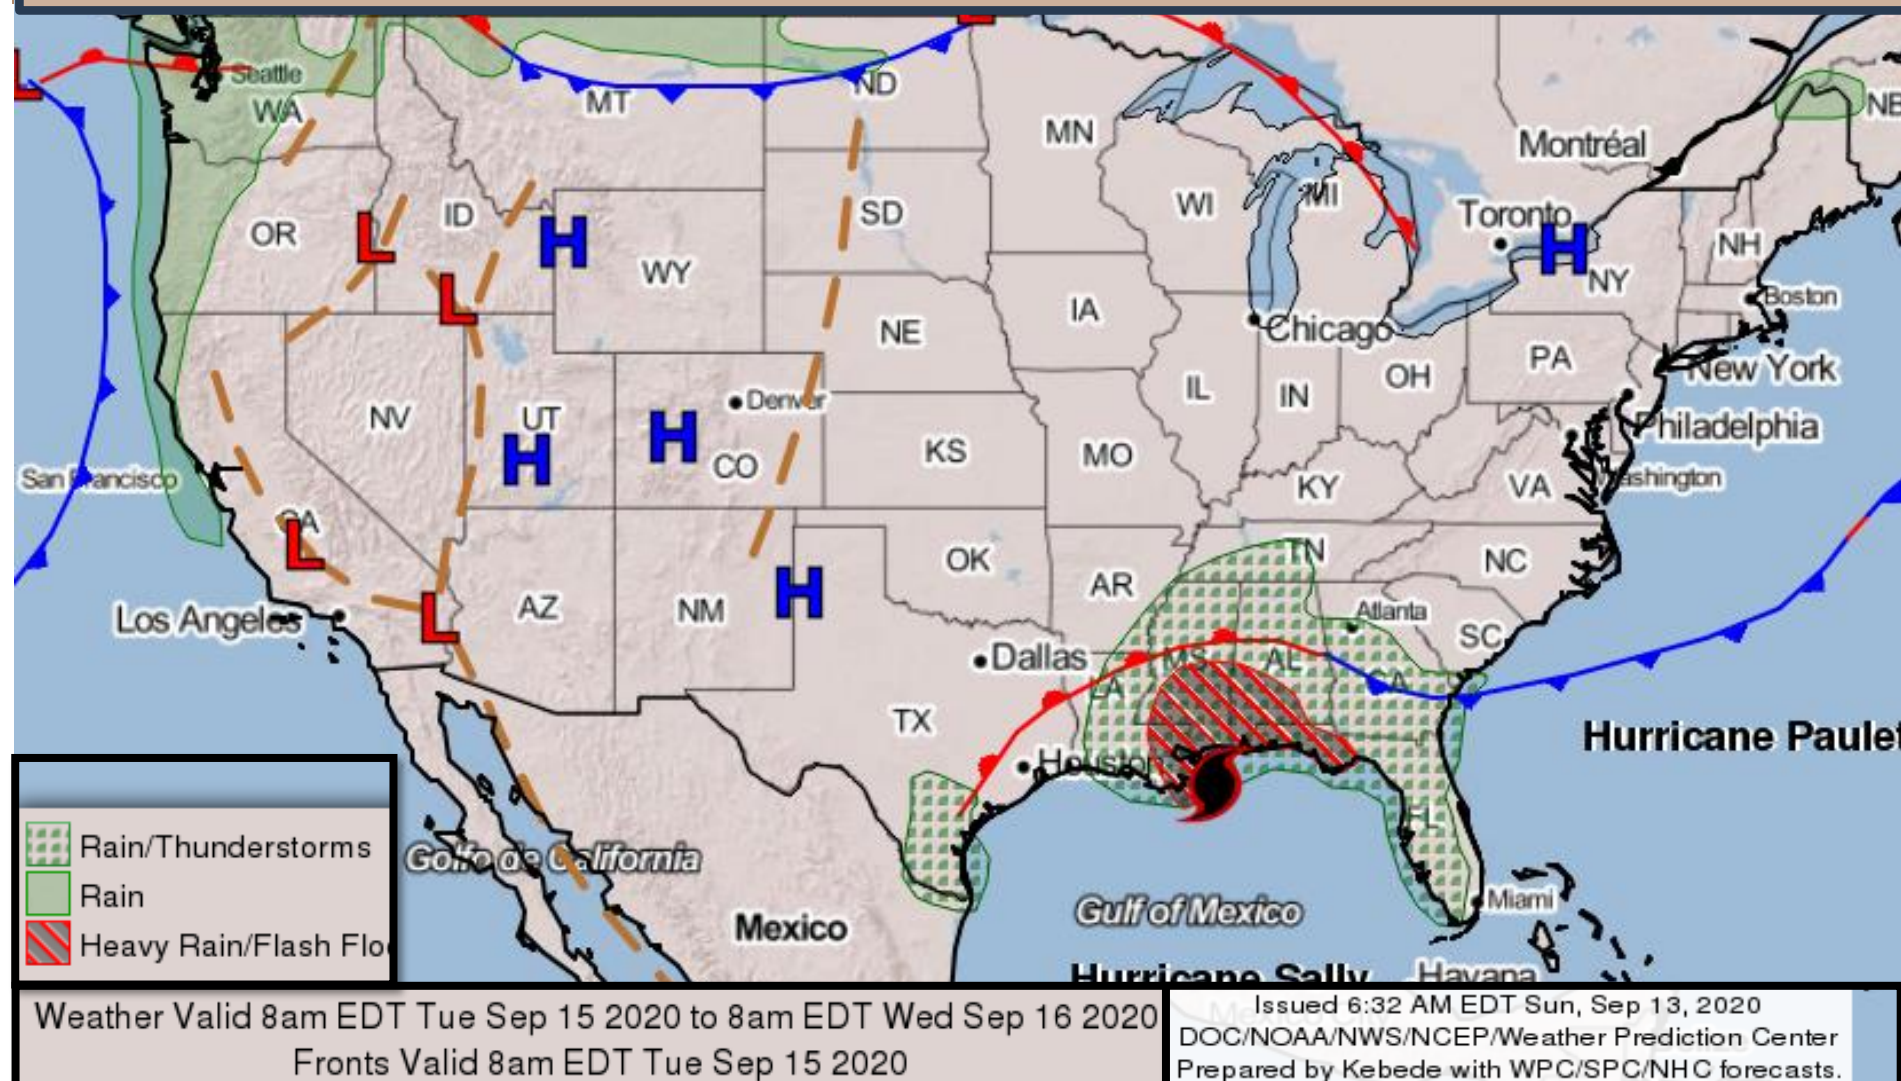 Seattle
WA
MT
ND
MN
Montréal
NB
OR
ID
WY
SD
WI
MI
Toronto
NY
NH
Boston
NE
IA
Chicago
PA
New York
NV
UT
Denver
CO
KS
MO
IL
IN
OH
Philadelphia
San Francisco
KY
VA
Washington
CA
OK
AR
TN
NC
Los Angeles
AZ
NM
Atlanta
SC
Dallas
MS
AL
GA
LA
TX
Houston
Hurricane Paulet
FL
Golfo de California
Mexico
Gulf of Mexico
Miami
Hurricane Sally
Havana
L
L
L
L
L
L
H
H
H
H
H
Rain/Thunderstorms
Rain
Heavy Rain/Flash Flo
Weather Valid 8am EDT Tue Sep 15 2020 to 8am EDT Wed Sep 16 2020
Fronts Valid 8am EDT Tue Sep 15 2020
Mexico City
Issued 6:32 AM EDT Sun, Sep 13, 2020
DOC/NOAA/NWS/NCEP/Weather Prediction Center
Prepared by Kebede with WPC/SPC/NHC forecasts.